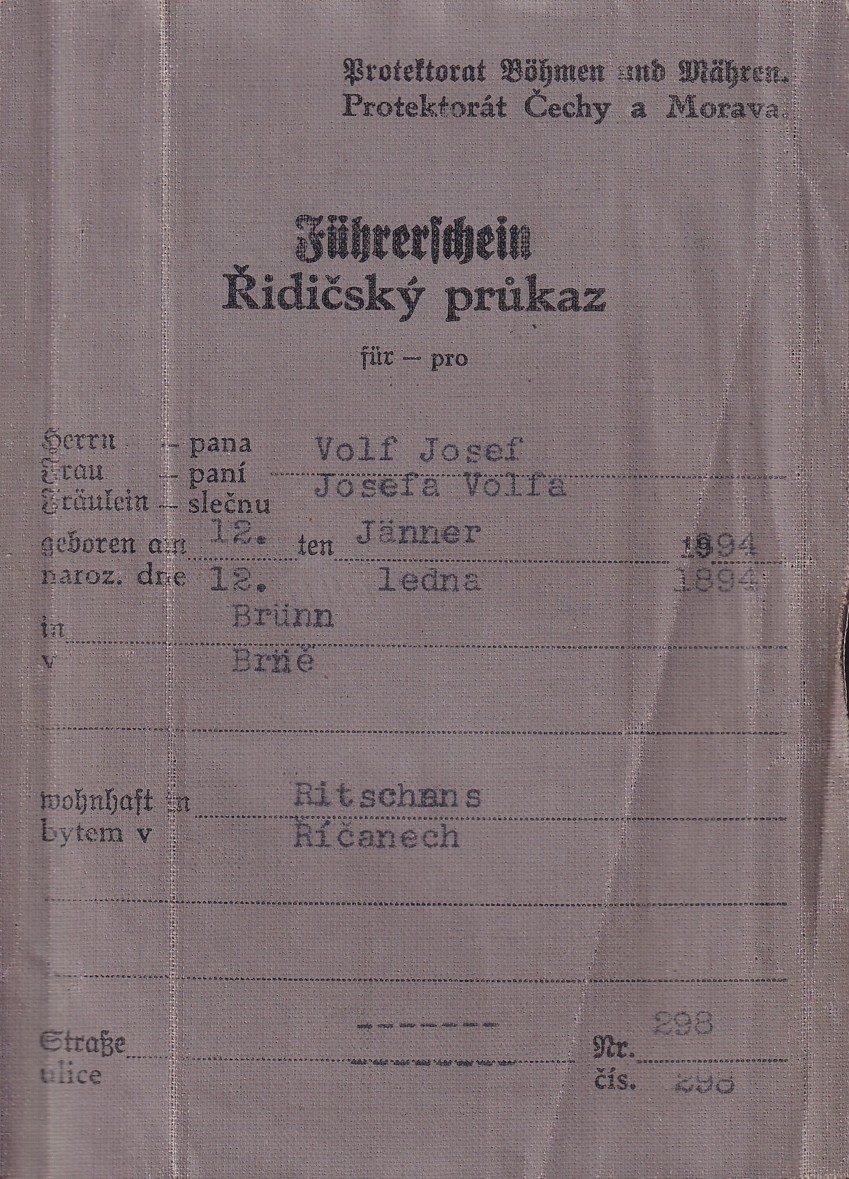 Protektorat Böhmen und Mähren.
Protektorát Čechy a Morava.
Führerschein
Řidičský průkaz
für — pro
Herrn – pana Volf Josef
Frau – paní
Fräulein – slečnu Josefa Volfa
geboren am 12. ten Jänner 1894
naroz. dne 12. ledna 1894
in Brünn
v Brně
wohnhaft in Ritschans
bytem v Říčanech
Straße ------ Nr. 298
ulice čís. 298